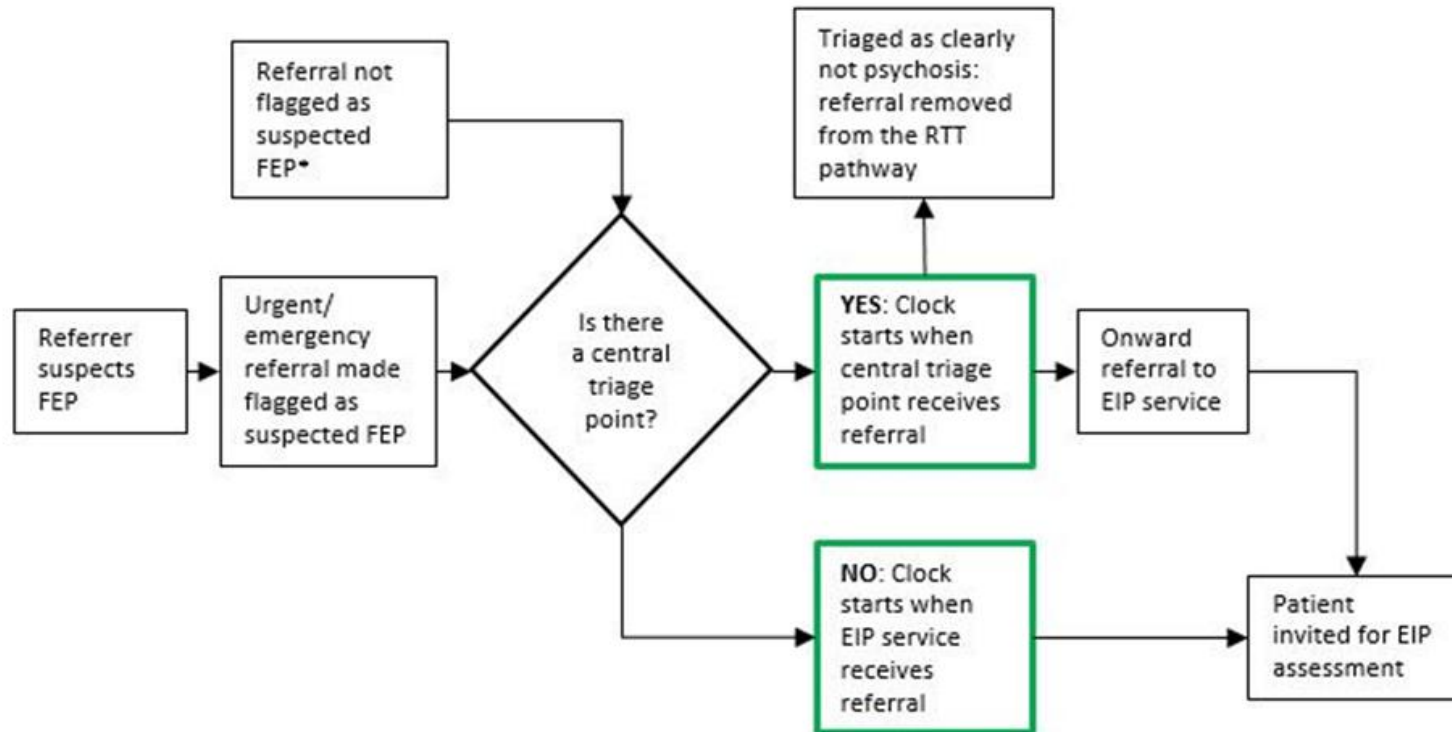 Referral not
flagged as
suspected
FEP*
Triaged as clearly
not psychosis:
referral removed
from the RTT
pathway
Referrer
suspects
FEP
Urgent/
emergency
referral made
flagged as
suspected FEP
Is there
a central
triage
point?
YES: Clock
starts when
central triage
point receives
referral
Onward
referral to
EIP service
NO: Clock
starts when
EIP service
receives
referral
Patient
invited for EIP
assessment